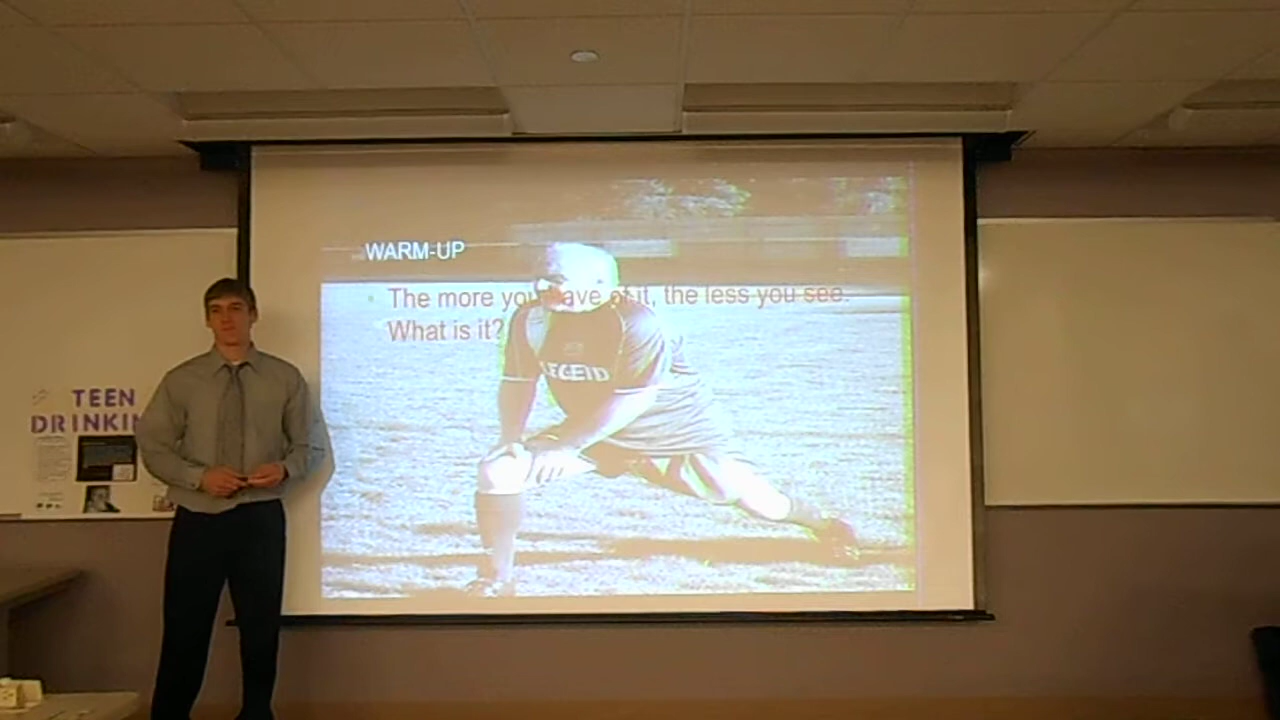 WARM-UP
• The more you have of it, the less you see.
What is it?
LEGEND
TEEN
DRINKIN